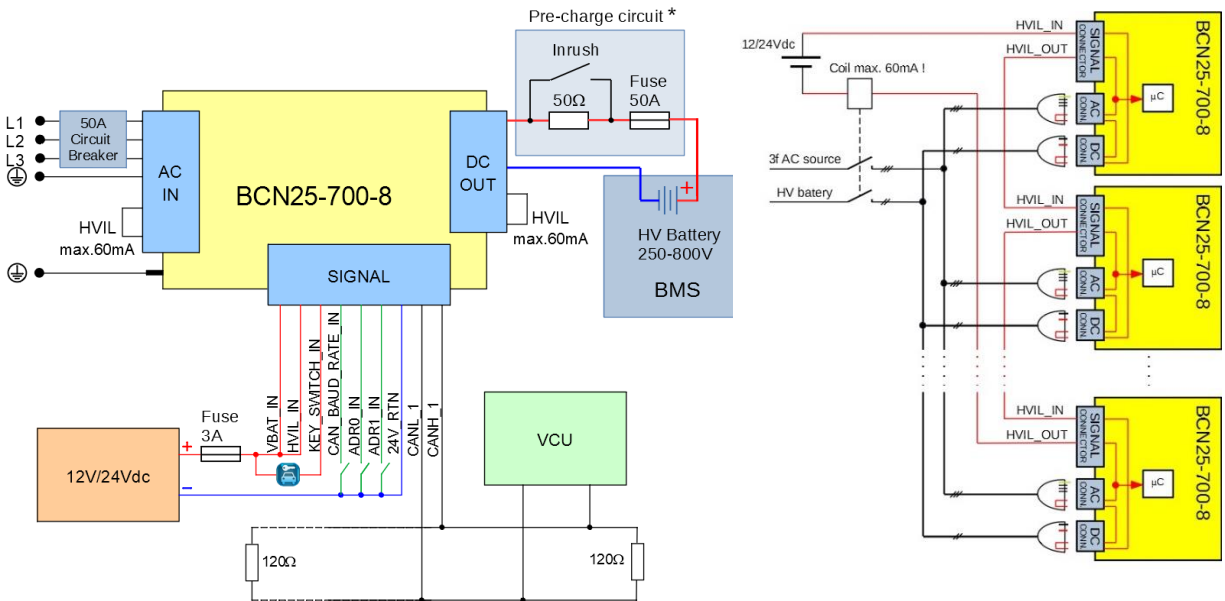 Pre-charge circuit *
Inrush
50Ω
Fuse
50A
L1
L2
L3
50A
Circuit
Breaker
AC
IN
BCN25-700-8
DC
OUT
HVIL
max.60mA
HVIL
max.60mA
+
HV Battery
250-800V
BMS
SIGNAL
VBAT_IN
HVIL_IN
KEY_SWITCH_IN
CAN_BAUD_RATE_IN
ADR0_IN
ADR1_IN
24V_RTN
CANL_1
CANH_1
12V/24Vdc
+
−
Fuse
3A
VCU
120Ω
120Ω
12/24Vdc
Coil max. 60mA !
3f AC source
HV batery
HVIL_IN
HVIL_OUT
SIGNAL
CONNECTOR
AC
CONN.
DC
CONN.
µC
BCN25-700-8
HVIL_IN
HVIL_OUT
SIGNAL
CONNECTOR
AC
CONN.
DC
CONN.
µC
BCN25-700-8
HVIL_IN
HVIL_OUT
SIGNAL
CONNECTOR
AC
CONN.
DC
CONN.
µC
BCN25-700-8